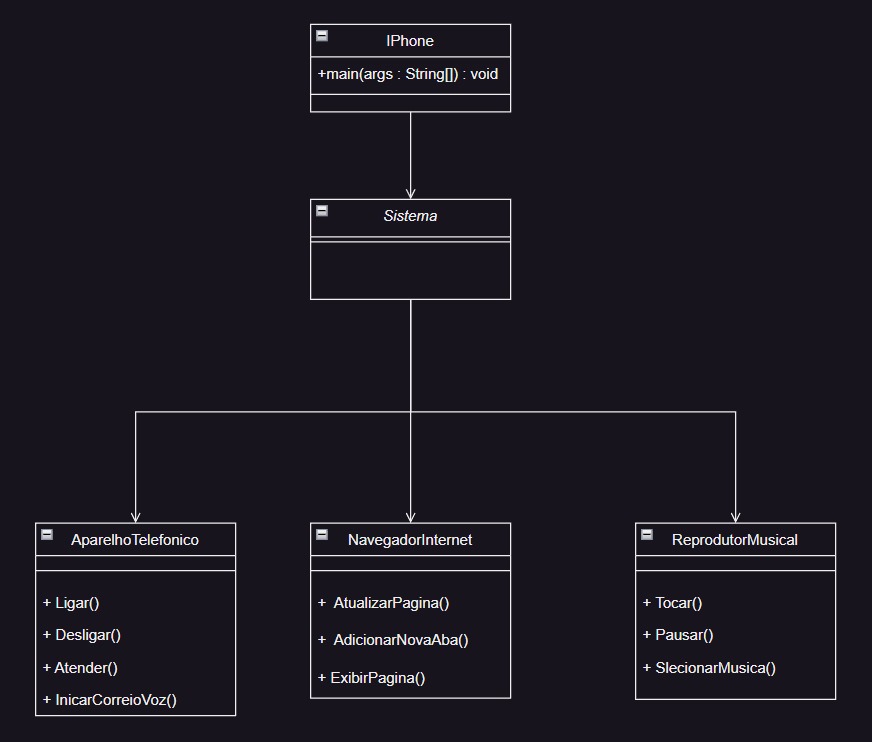 IPhone
+main(args : String[]) : void
Sistema
AparelhoTelefonico
+ Ligar()
+ Desligar()
+ Atender()
+ InicarCorreioVoz()
NavegadorInternet
+ AtualizarPagina()
+ AdicionarNovaAba()
+ ExibirPagina()
ReprodutorMusical
+ Tocar()
+ Pausar()
+ SlecionarMusica()